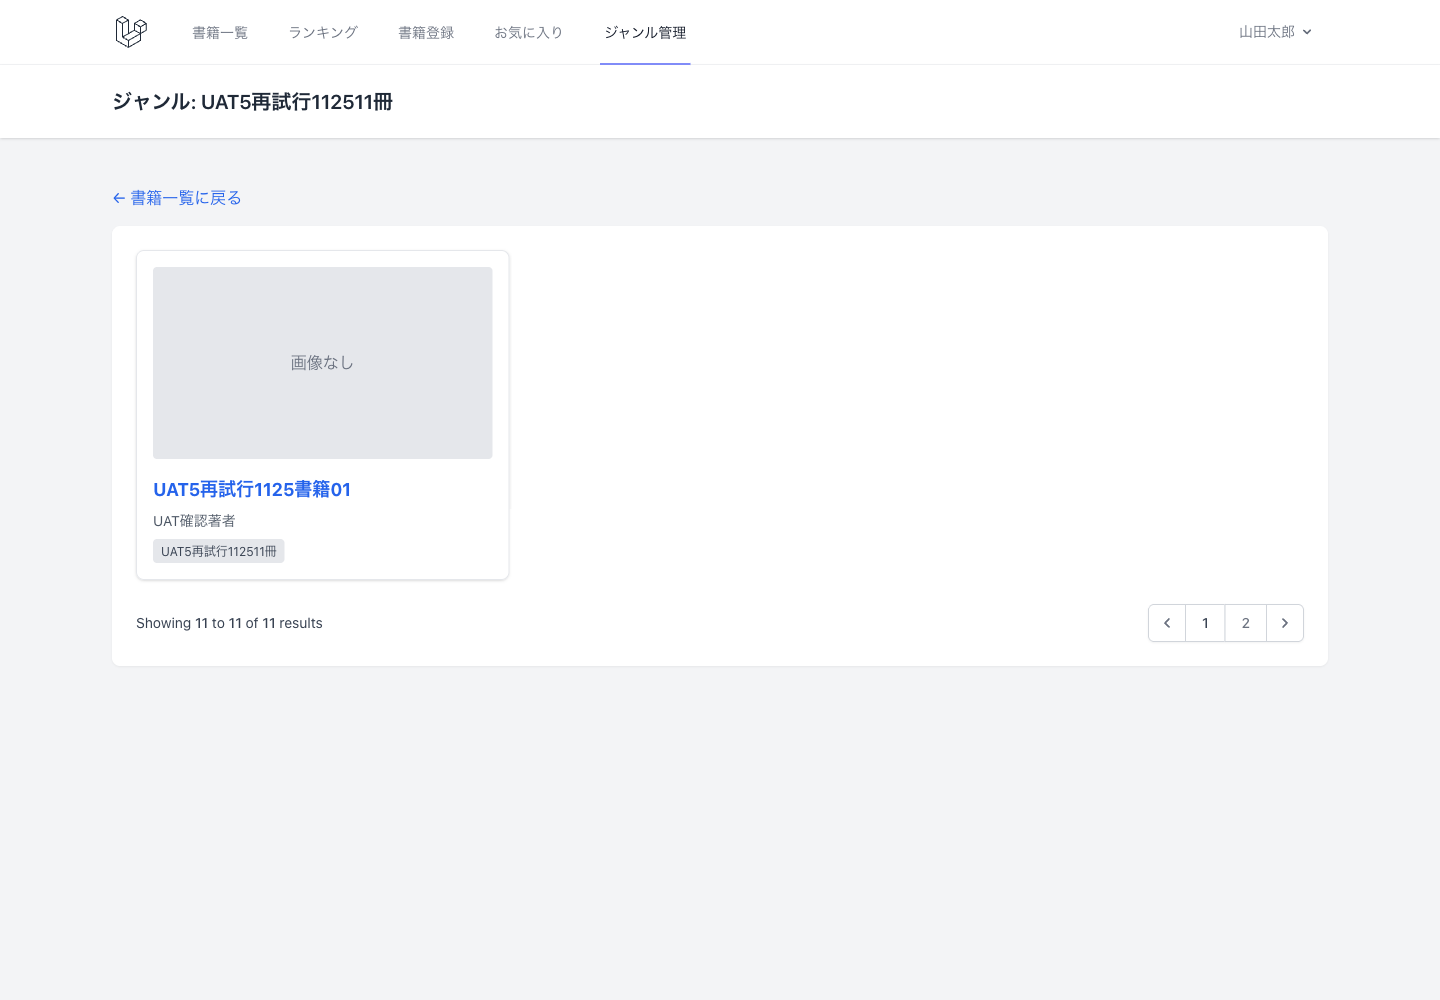 書籍一覧 ランキング 書籍登録 お気に入り ジャンル管理 山田太郎
ジャンル: UAT5再試行112511冊
← 書籍一覧に戻る
画像なし
UAT5再試行1125書籍01
UAT確認著者
UAT5再試行112511冊
Showing 11 to 11 of 11 results
1 2